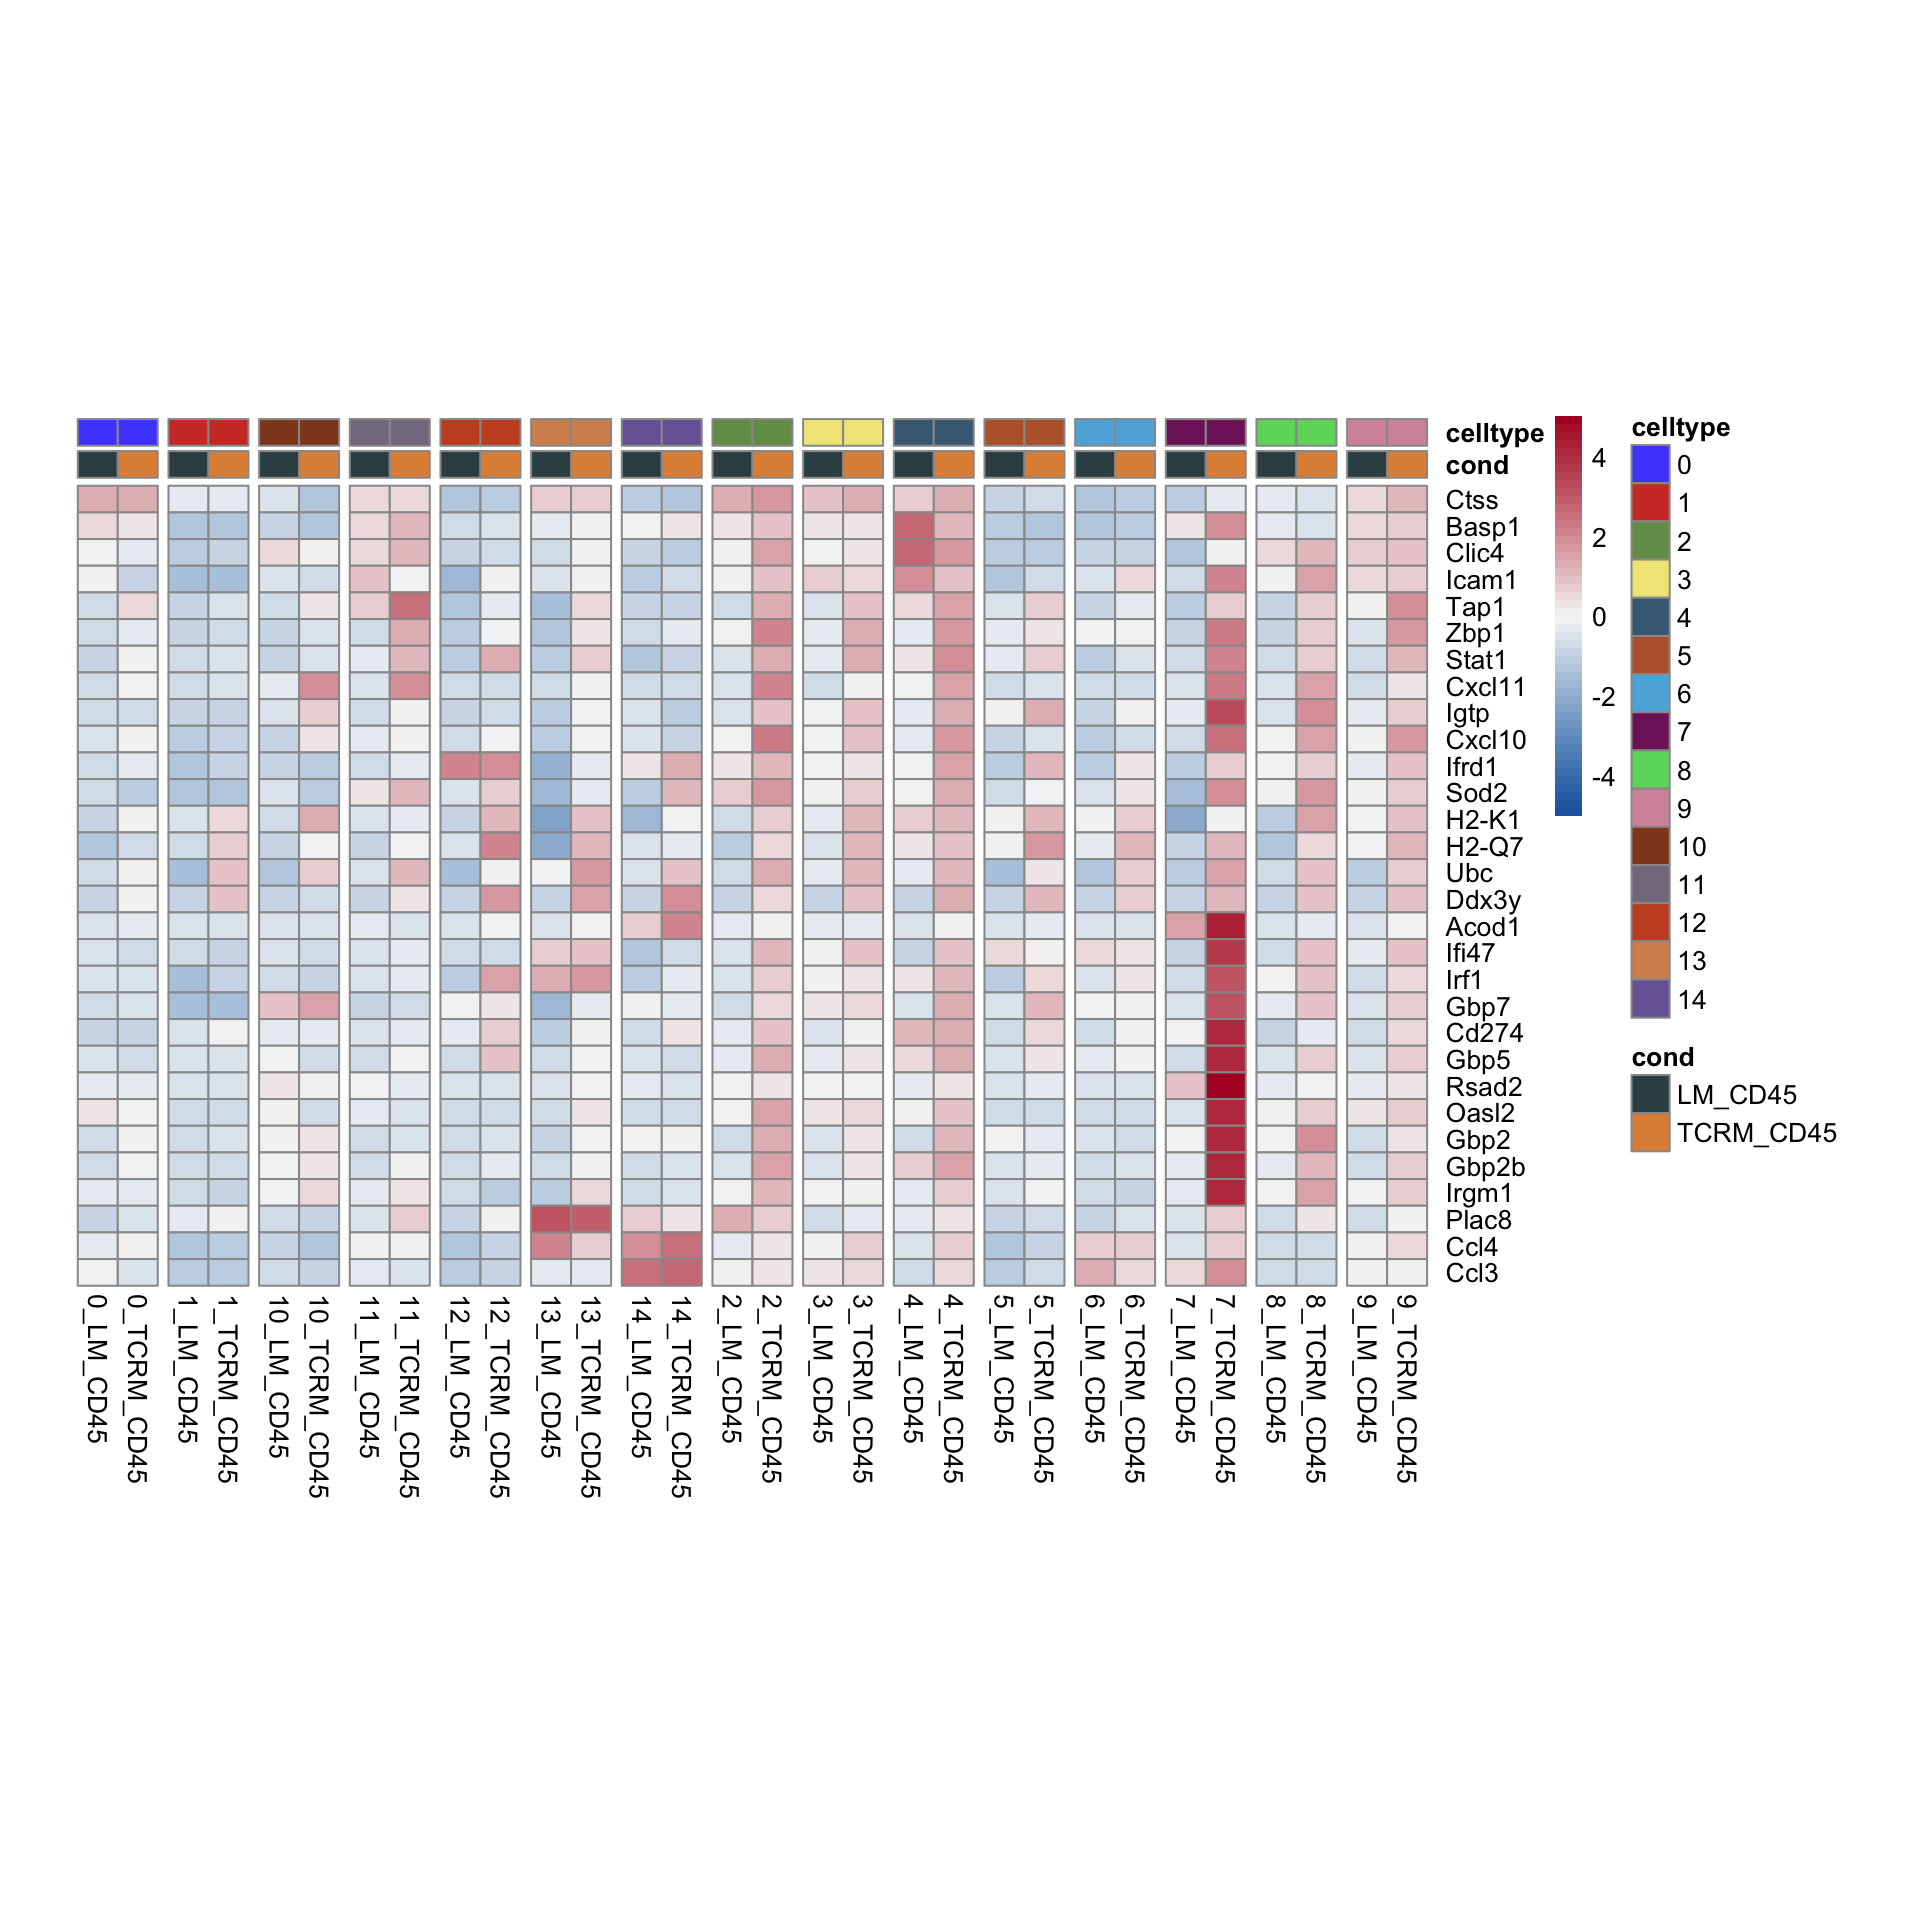 celltype
cond
Ctss
Basp1
Clic4
Icam1
Tap1
Zbp1
Stat1
Cxcl11
Igtp
Cxcl10
Ifrd1
Sod2
H2-K1
H2-Q7
Ubc
Ddx3y
Acod1
Ifi47
Irf1
Gbp7
Cd274
Gbp5
Rsad2
Oasl2
Gbp2
Gbp2b
Irgm1
Plac8
Ccl4
Ccl3
0_LM_CD45
0_TCRM_CD45
1_LM_CD45
1_TCRM_CD45
10_LM_CD45
10_TCRM_CD45
11_LM_CD45
11_TCRM_CD45
12_LM_CD45
12_TCRM_CD45
13_LM_CD45
13_TCRM_CD45
14_LM_CD45
14_TCRM_CD45
2_LM_CD45
2_TCRM_CD45
3_LM_CD45
3_TCRM_CD45
4_LM_CD45
4_TCRM_CD45
5_LM_CD45
5_TCRM_CD45
6_LM_CD45
6_TCRM_CD45
7_LM_CD45
7_TCRM_CD45
8_LM_CD45
8_TCRM_CD45
9_LM_CD45
9_TCRM_CD45
4
2
0
-2
-4
celltype
0
1
2
3
4
5
6
7
8
9
10
11
12
13
14
cond
LM_CD45
TCRM_CD45